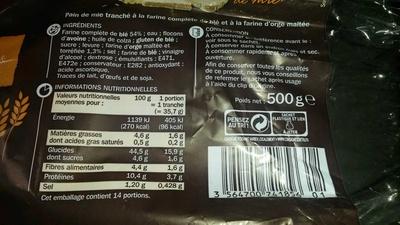 de mie
Pain de mie tranché à la farine complète de blé et à la farine d'orge maltée
INGRÉDIENTS
Farine complète de blé 54% ; eau ; flocons
d'avoine ; huile de colza ; gluten de blé ;
sucre ; levure ; farine d'orge maltée et
torréfiée 1,3% ; sel ; farine de blé ; vinaigre
d'alcool ; dextrose ; émulsifiants : E471,
E472e ; conservateur : E282 ; antioxydant :
acide ascorbique.
Traces de lait, d'œufs et de soja.
INFORMATIONS NUTRITIONNELLES
Valeurs nutritionnelles moyennes pour : 100 g 1 portion = 1 tranche (= 35,7 g)
Energie 1139 kJ (270 kcal) 405 kJ (96 kcal)
Matières grasses 4,6 g 1,6 g
dont acides gras saturés 0,5 g 0,2 g
Glucides 44,5 g 15,9 g
dont sucres 4,6 g 1,6 g
Fibres alimentaires 4,4 g 1,6 g
Protéines 10,4 g 3,7 g
Sel 1,20 g 0,428 g
Cet emballage contient 14 portions.
CONSERVATION
À consommer de préférence avant le :
voir sous le
À conserver dans un endroit frais et sec.
À consommer rapidement après
ouverture.
Afin de conserver toutes les qualités
de ce produit, nous vous conseillons
de refermer le sachet après usage
à l'aide du clip
Poids net : 500 g e
PENSEZ
AU TRI !
SACHET
PLASTIQUE ET LIEN
À JETER